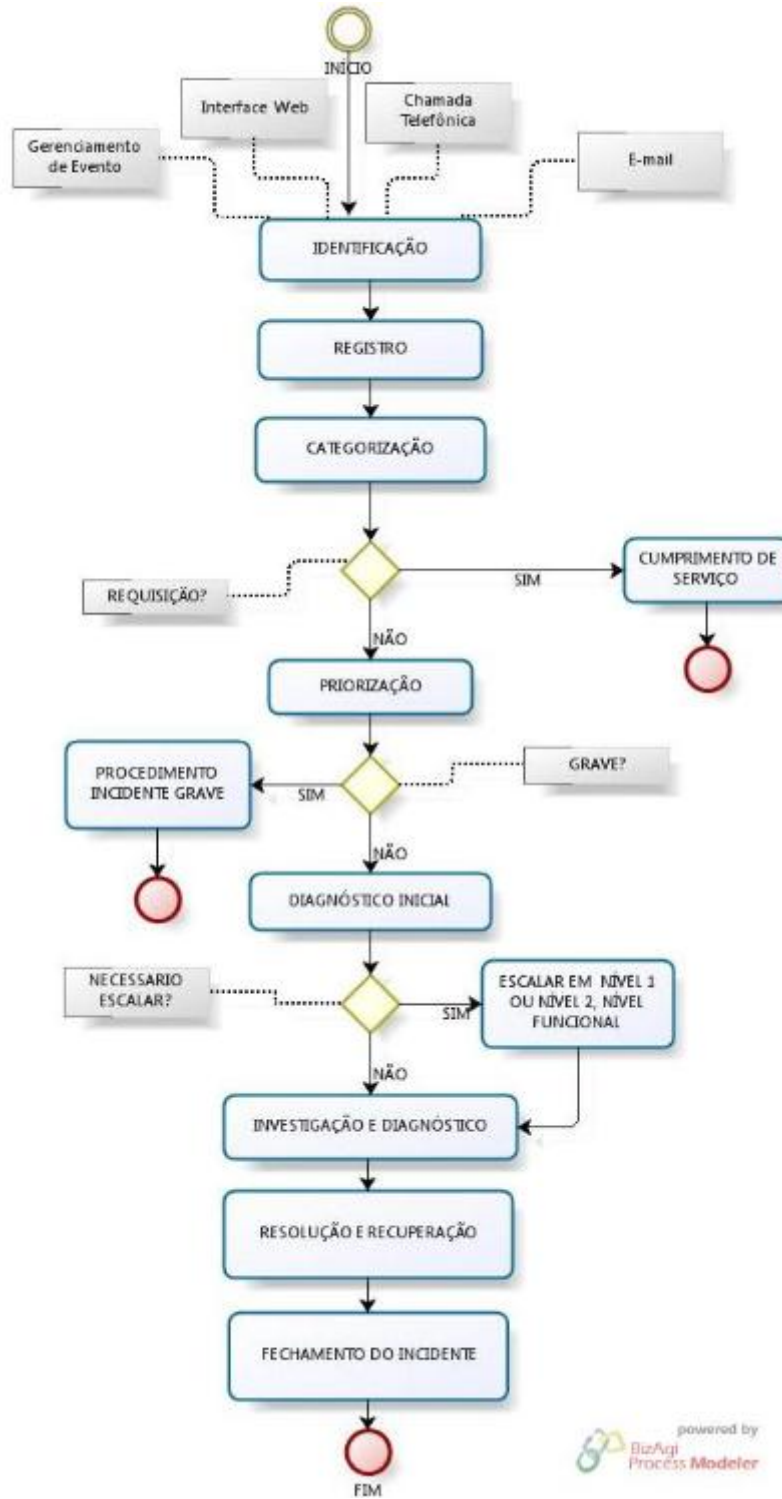 INÍCIO
Interface Web
Chamada
Telefônica
Gerenciamento
de Evento
E-mail
IDENTIFICAÇÃO
REGISTRO
CATEGORIZAÇÃO
REQUISIÇÃO?
SIM
CUMPRIMENTO DE
SERVIÇO
NÃO
PRIORIZAÇÃO
PROCEDIMENTO
INCIDENTE GRAVE
SIM
GRAVE?
NÃO
DIAGNÓSTICO INICIAL
NECESSARIO
ESCALAR?
SIM
ESCALAR EM NÍVEL 1
OU NÍVEL 2, NÍVEL
FUNCIONAL
NÃO
INVESTIGAÇÃO E DIAGNÓSTICO
RESOLUÇÃO E RECUPERAÇÃO
FECHAMENTO DO INCIDENTE
FIM
powered by
BizAgi
Process Modeler